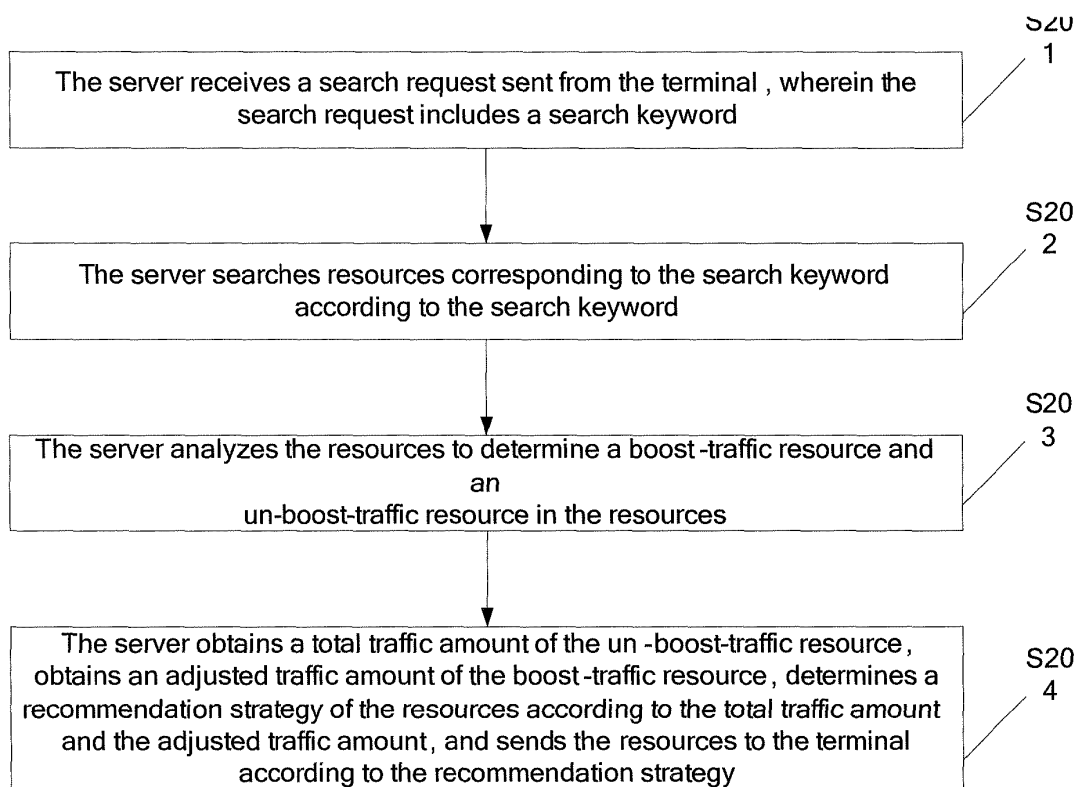 S20
1
The server receives a search request sent from the terminal , wherein the
search request includes a search keyword
S20
2
The server searches resources corresponding to the search keyword
according to the search keyword
S20
3
The server analyzes the resources to determine a boost-traffic resource and
an
un-boost-traffic resource in the resources
S20
4
The server obtains a total traffic amount of the un -boost-traffic resource,
obtains an adjusted traffic amount of the boost-traffic resource, determines a
recommendation strategy of the resources according to the total traffic amount
and the adjusted traffic amount, and sends the resources to the terminal
according to the recommendation strategy